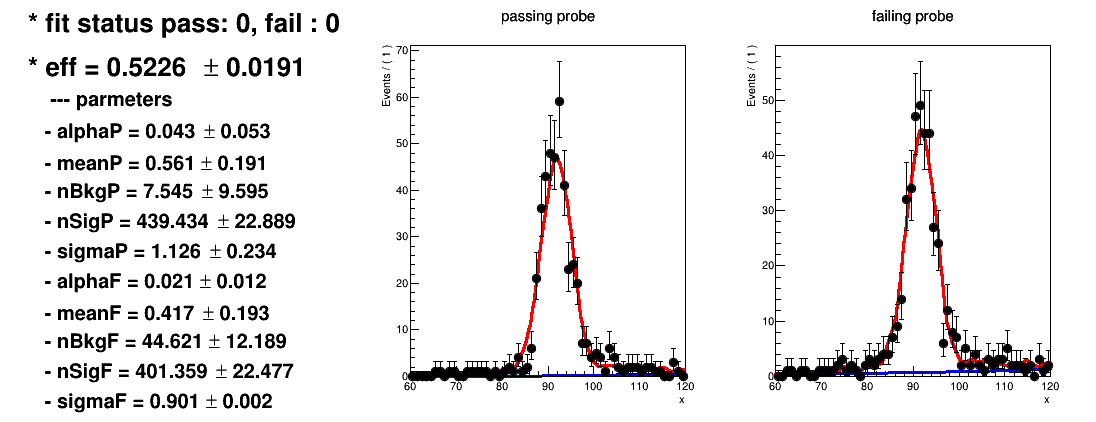 * fit status pass: 0, fail : 0
* eff = 0.5226 ± 0.0191
--- parmeters
- alphaP = 0.043 ± 0.053
- meanP = 0.561 ± 0.191
- nBkgP = 7.545 ± 9.595
- nSigP = 439.434 ± 22.889
- sigmaP = 1.126 ± 0.234
- alphaF = 0.021 ± 0.012
- meanF = 0.417 ± 0.193
- nBkgF = 44.621 ± 12.189
- nSigF = 401.359 ± 22.477
- sigmaF = 0.901 ± 0.002
passing probe
Events / ( 1 )
70
60
50
40
30
20
10
0
60 70 80 90 100 110 120
x
failing probe
Events / ( 1 )
50
40
30
20
10
0
60 70 80 90 100 110 120
x